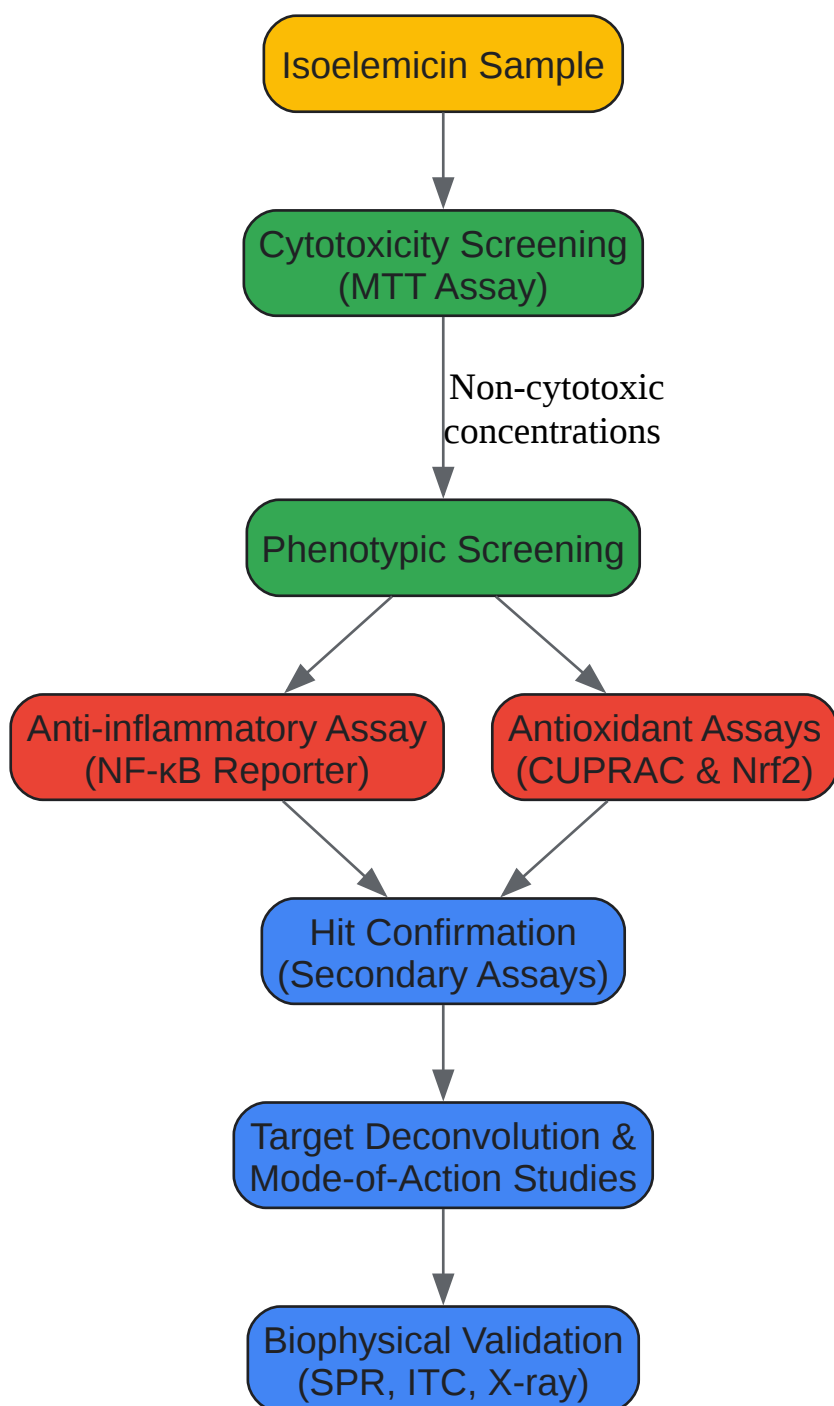 Isoelemicin Sample
Cytotoxicity Screening
(MTT Assay)
Non-cytotoxic
concentrations
Phenotypic Screening
Anti-inflammatory Assay
(NF-κB Reporter)
Antioxidant Assays
(CUPRAC & Nrf2)
Hit Confirmation
(Secondary Assays)
Target Deconvolution &
Mode-of-Action Studies
Biophysical Validation
(SPR, ITC, X-ray)